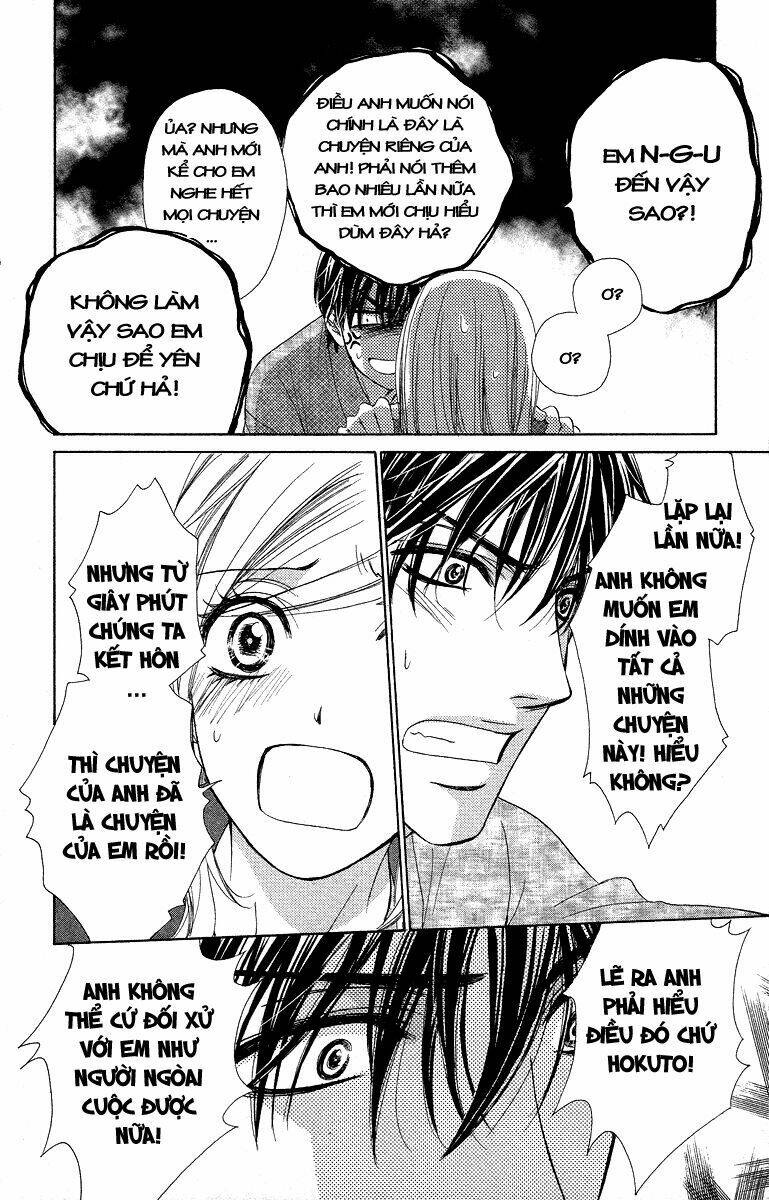 EM N-G-U
ĐẾN VẬY
SAO?!
ĐIỀU ANH MUỐN NÓI
CHÍNH LÀ ĐÂY LÀ
CHUYỆN RIÊNG CỦA
ANH! PHẢI NÓI THÊM
BAO NHIÊU LẦN NỮA
THÌ EM MỚI CHỊU HIỂU
DÙM ĐÂY HẢ?
ỦA? NHƯNG
MÀ ANH MỚI
KỂ CHO EM
NGHE HẾT
MỌI CHUYỆN
...
Ơ?
Ơ?
KHÔNG LÀM
VẬY SAO EM
CHỊU ĐỂ YÊN
CHỨ HẢ!
LẶP LẠI
LẦN NỮA!
ANH KHÔNG
MUỐN EM
DÍNH VÀO
TẤT CẢ
NHỮNG
CHUYỆN
NÀY! HIỂU
KHÔNG?
NHƯNG TỪ
GIÂY PHÚT
CHÚNG TA
KẾT HÔN
...
THÌ CHUYỆN
CỦA ANH ĐÃ
LÀ CHUYỆN
CỦA EM RỒI!
LẼ RA ANH
PHẢI HIỂU
ĐIỀU ĐÓ CHỨ
HOKUTO!
ANH KHÔNG
THỂ CỨ ĐỐI XỬ
VỚI EM NHƯ
NGƯỜI NGOÀI
CUỘC ĐƯỢC
NỮA!